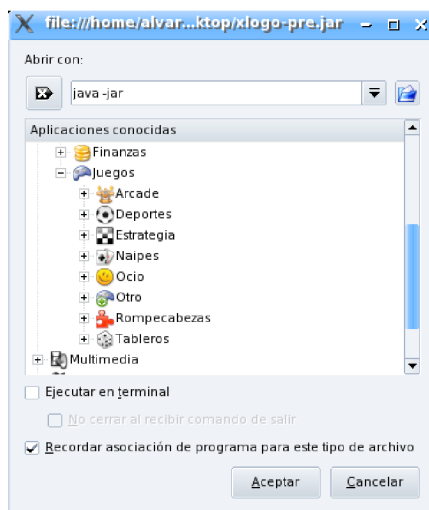 file:///home/alvar...ktop/xlogo-pre.jar
Abrir con:
java -jar
Aplicaciones conocidas
Finanzas
Juegos
Arcade
Deportes
Estrategia
Naipes
Ocio
Otro
Rompecabezas
Tableros
Multimedia
Ejecutar en terminal
No cerrar al recibir comando de salir
Recordar asociación de programa para este tipo de archivo
Aceptar Cancelar